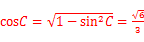 cosC = √(1 − sin²C) = √6/3